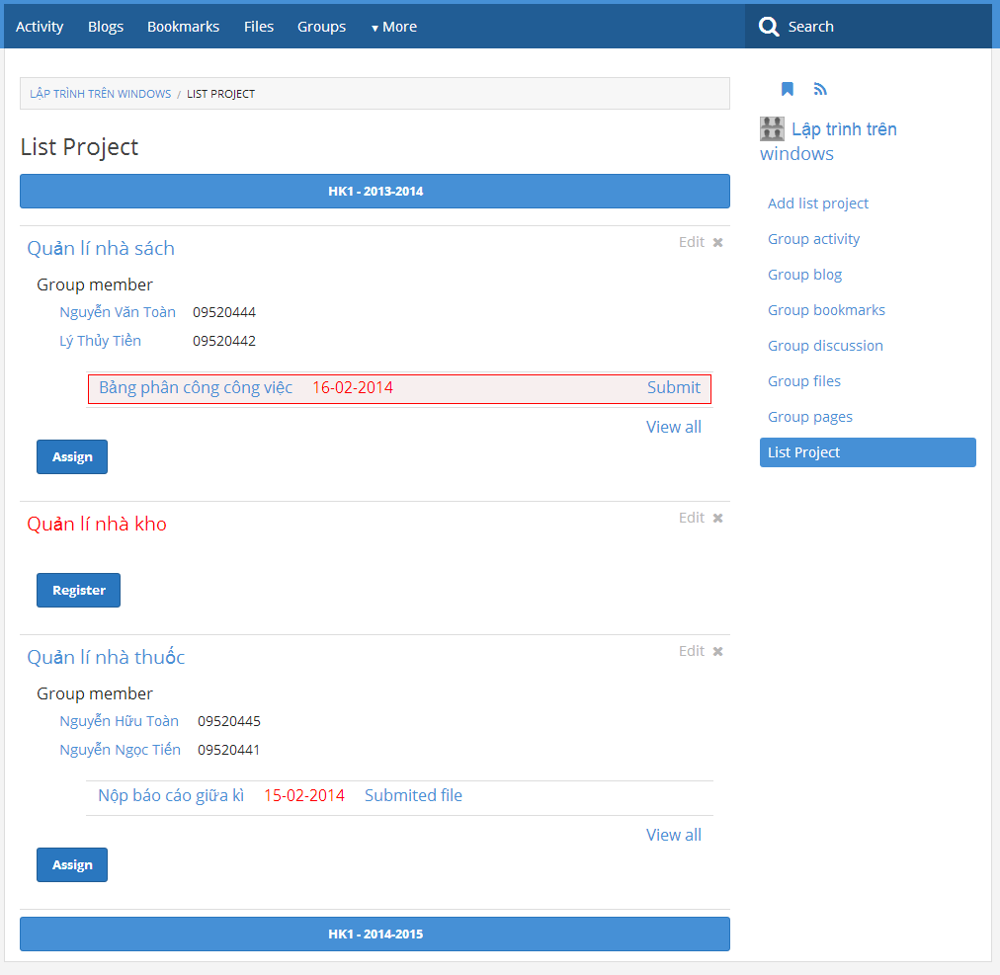 Activity Blogs Bookmarks Files Groups ▾ More Search
LẬP TRÌNH TRÊN WINDOWS / LIST PROJECT
List Project
HK1 - 2013-2014
Quản lí nhà sách Edit ✖
Group member
Nguyễn Văn Toàn 09520444
Lý Thủy Tiền 09520442
Bảng phân công công việc 16-02-2014 Submit
View all
Assign
Quản lí nhà kho Edit ✖
Register
Quản lí nhà thuốc Edit ✖
Group member
Nguyễn Hữu Toàn 09520445
Nguyễn Ngọc Tiến 09520441
Nộp báo cáo giữa kì 15-02-2014 Submited file
View all
Assign
HK1 - 2014-2015
Lập trình trên
windows
Add list project
Group activity
Group blog
Group bookmarks
Group discussion
Group files
Group pages
List Project